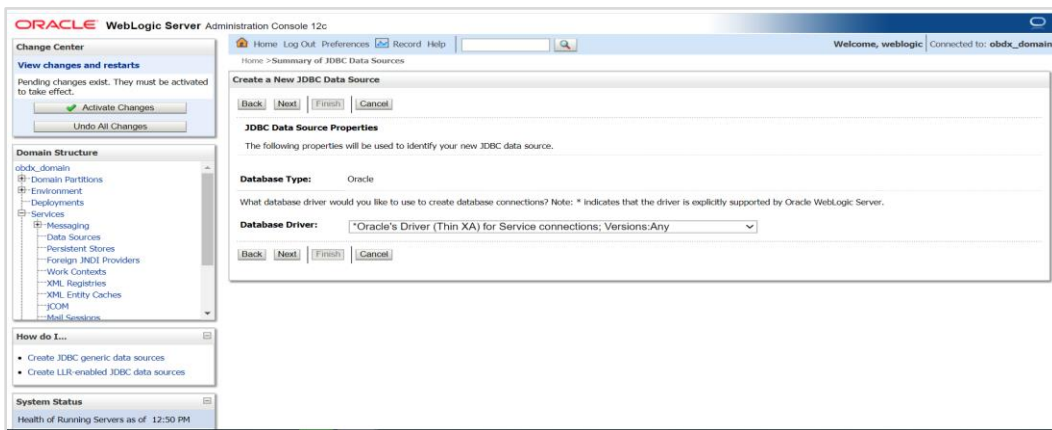 ORACLE WebLogic Server Administration Console 12c
Change Center
View changes and restarts
Pending changes exist. They must be activated
to take effect.
Activate Changes
Undo All Changes
Domain Structure
obdx_domain
Domain Partitions
Environment
Deployments
Services
Messaging
Data Sources
Persistent Stores
Foreign JNDI Providers
Work Contexts
XML Registries
XML Entity Caches
jCOM
Mail Sessions
How do I...
• Create JDBC generic data sources
• Create LLR-enabled JDBC data sources
System Status
Health of Running Servers as of 12:50 PM
Home Log Out Preferences Record Help
Welcome, weblogic Connected to: obdx_domain
Home >Summary of JDBC Data Sources
Create a New JDBC Data Source
Back Next Finish Cancel
JDBC Data Source Properties
The following properties will be used to identify your new JDBC data source.
Database Type: Oracle
What database driver would you like to use to create database connections? Note: * indicates that the driver is explicitly supported by Oracle WebLogic Server.
Database Driver: *Oracle's Driver (Thin XA) for Service connections; Versions:Any
Back Next Finish Cancel